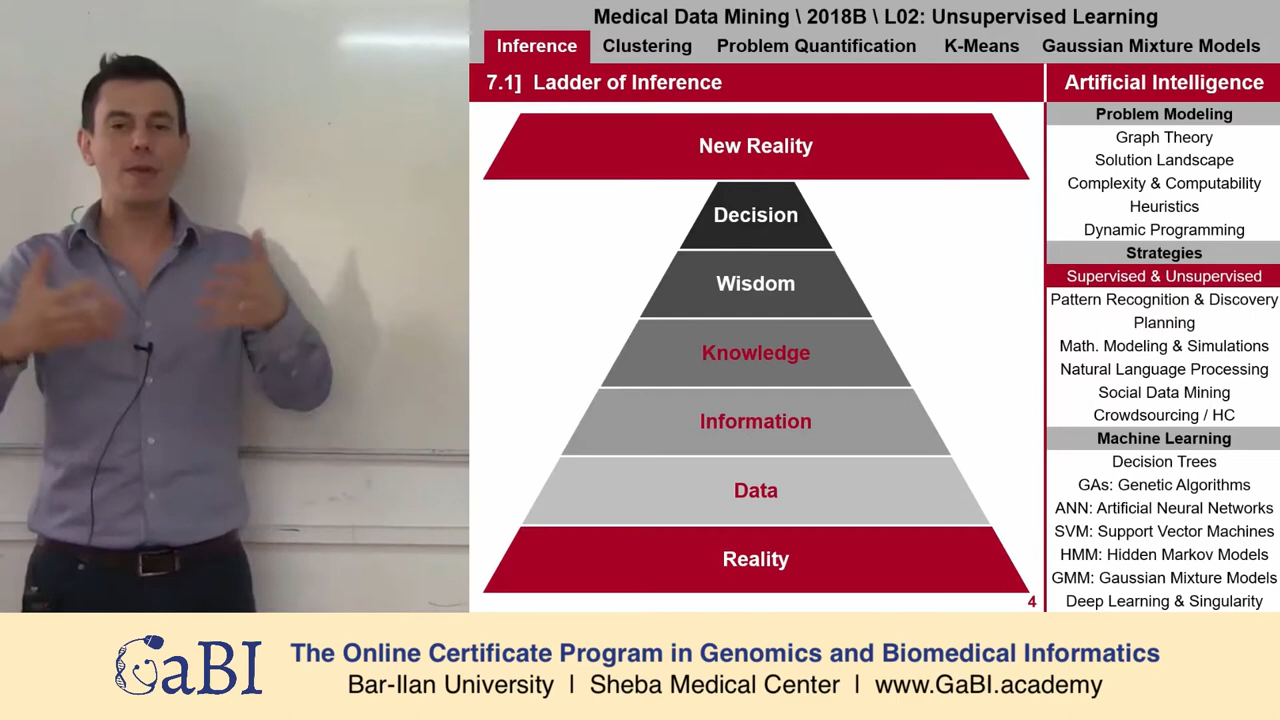 Medical Data Mining \ 2018B \ L02: Unsupervised Learning
Inference Clustering Problem Quantification K-Means Gaussian Mixture Models
7.1] Ladder of Inference
Artificial Intelligence
New Reality
Decision
Wisdom
Knowledge
Information
Data
Reality
4
Problem Modeling
Graph Theory
Solution Landscape
Complexity & Computability
Heuristics
Dynamic Programming
Strategies
Supervised & Unsupervised
Pattern Recognition & Discovery
Planning
Math. Modeling & Simulations
Natural Language Processing
Social Data Mining
Crowdsourcing / HC
Machine Learning
Decision Trees
GAs: Genetic Algorithms
ANN: Artificial Neural Networks
SVM: Support Vector Machines
HMM: Hidden Markov Models
GMM: Gaussian Mixture Models
Deep Learning & Singularity
GaBI
The Online Certificate Program in Genomics and Biomedical Informatics
Bar-Ilan University | Sheba Medical Center | www.GaBI.academy